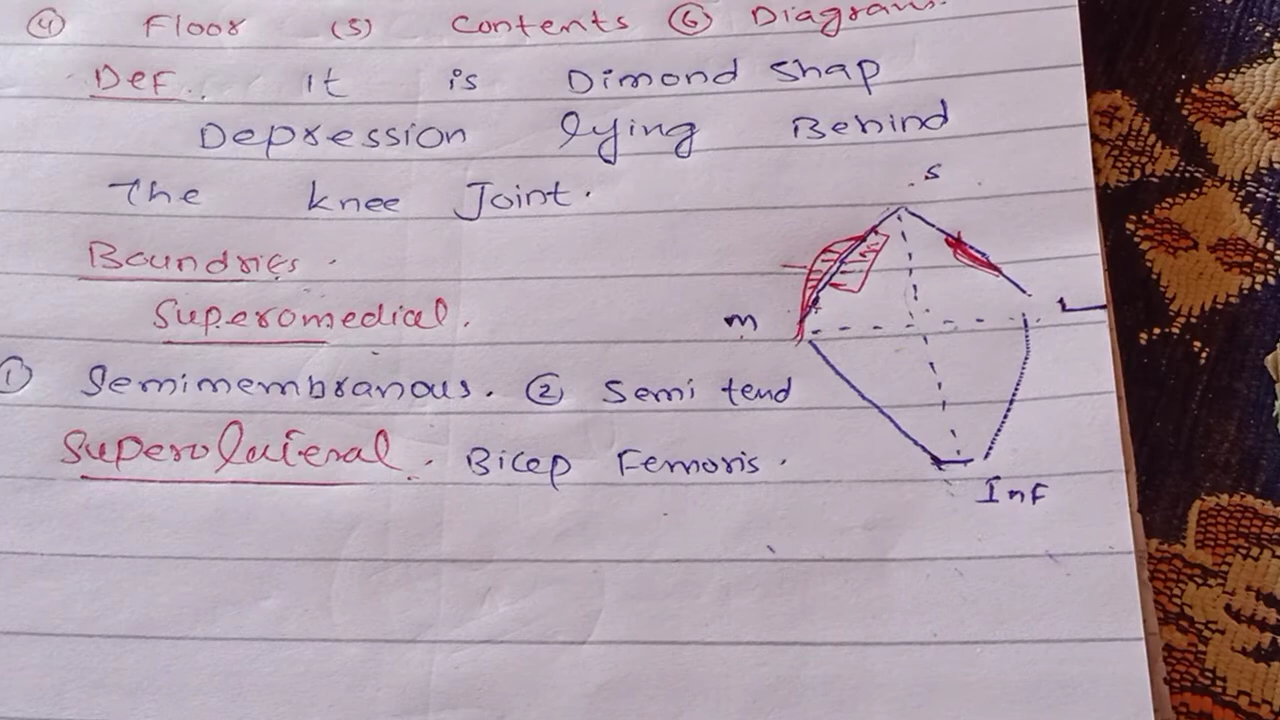 ④ Floor (5) Contents ⑥ Diagram.
Def. It is Dimond Shap
Depression lying Behind
The knee Joint.
Boundries.
Superomedial.
① Semimembranous. ② Semi tend
Superolateral. Bicep Femoris.
S
m
L
Inf